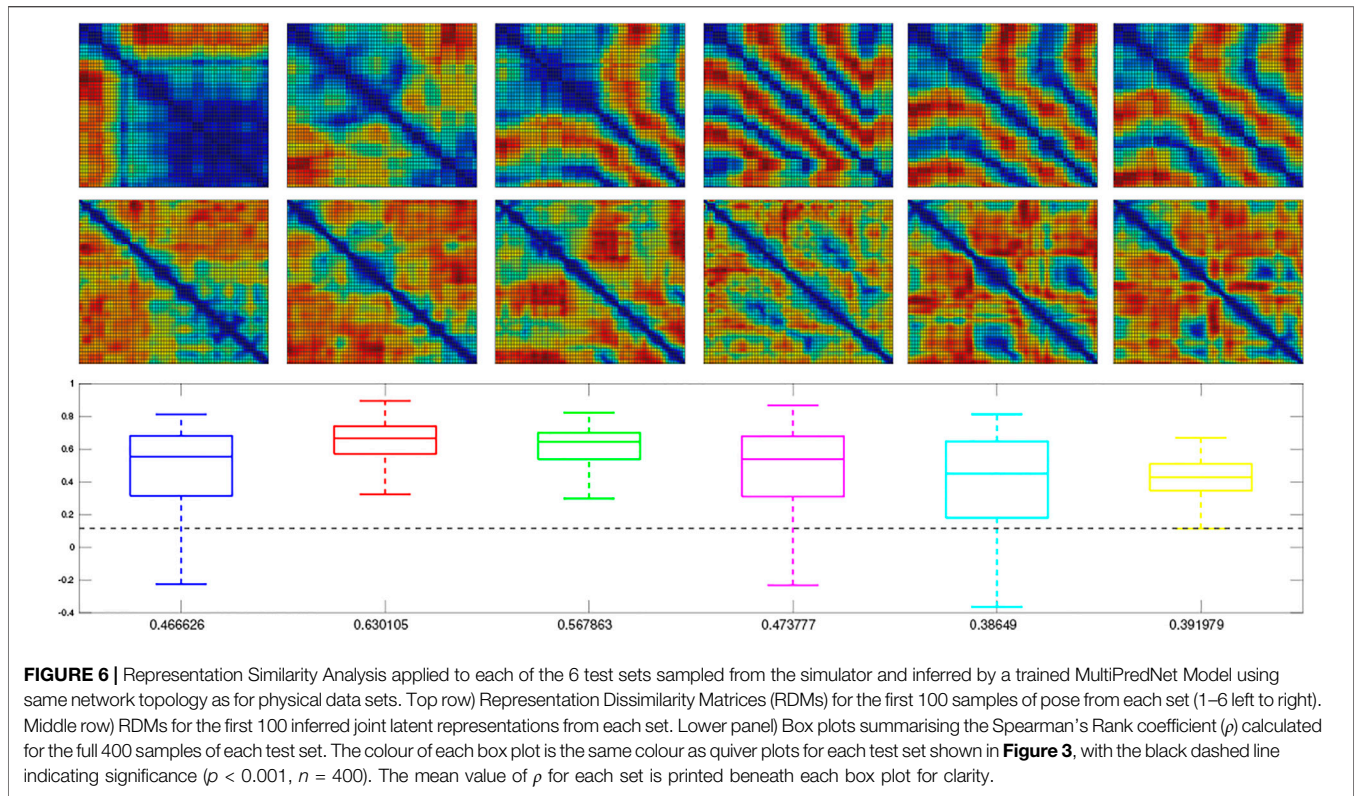 1
0.8
0.6
0.4
0.2
0
-0.2
-0.4
0.466626 0.630105 0.567863 0.473777 0.38649 0.391979
FIGURE 6 | Representation Similarity Analysis applied to each of the 6 test sets sampled from the simulator and inferred by a trained MultiPredNet Model using
same network topology as for physical data sets. Top row) Representation Dissimilarity Matrices (RDMs) for the first 100 samples of pose from each set (1–6 left to right).
Middle row) RDMs for the first 100 inferred joint latent representations from each set. Lower panel) Box plots summarising the Spearman's Rank coefficient (ρ) calculated
for the full 400 samples of each test set. The colour of each box plot is the same colour as quiver plots for each test set shown in Figure 3, with the black dashed line
indicating significance (p < 0.001, n = 400). The mean value of ρ for each set is printed beneath each box plot for clarity.